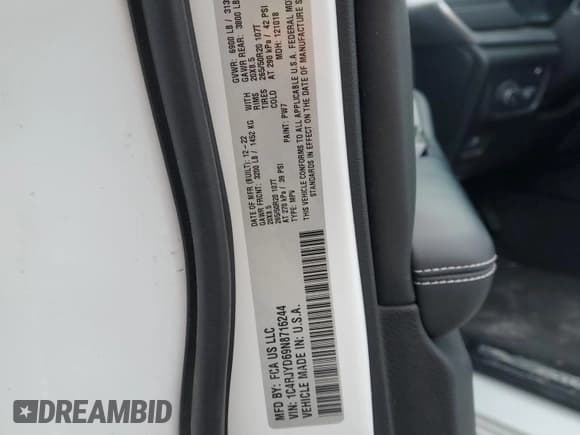 MFD BY: FCA US LLC
DATE OF MFR (BUILT): 12-22
GVWR: 6900 LB / 313
GAWR FRONT: 3200 LB / 1452 KG
WITH
GAWR REAR: 3800 LB
20X8.5
RIMS
20X8.5
265/50R20 107T
TIRES
265/50R20 107T
AT 270 kPa / 39 PSI
COLD
AT 290 kPa / 42 PSI
MDH: 121018
VIN: 1C4RJYD69N8716244
TYPE: MPV
PAINT: PW7
VEHICLE MADE IN: U.S.A.
THIS VEHICLE CONFORMS TO ALL APPLICABLE U.S.A. FEDERAL MOTO
STANDARDS IN EFFECT ON THE DATE OF MANUFACTURE S
DREAMBID